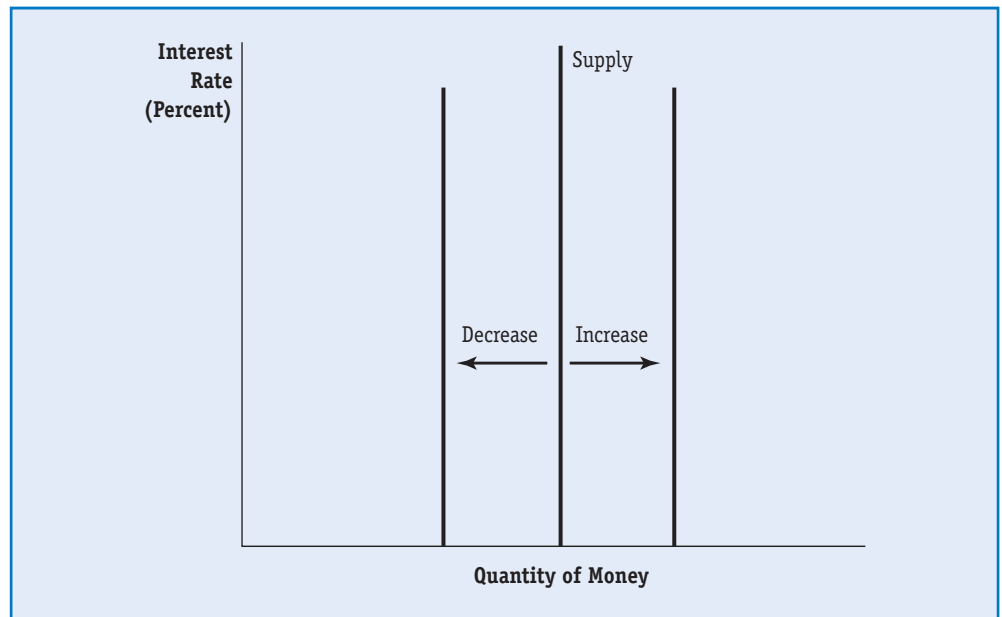 Interest
Rate
(Percent)
Supply
Decrease
Increase
Quantity of Money